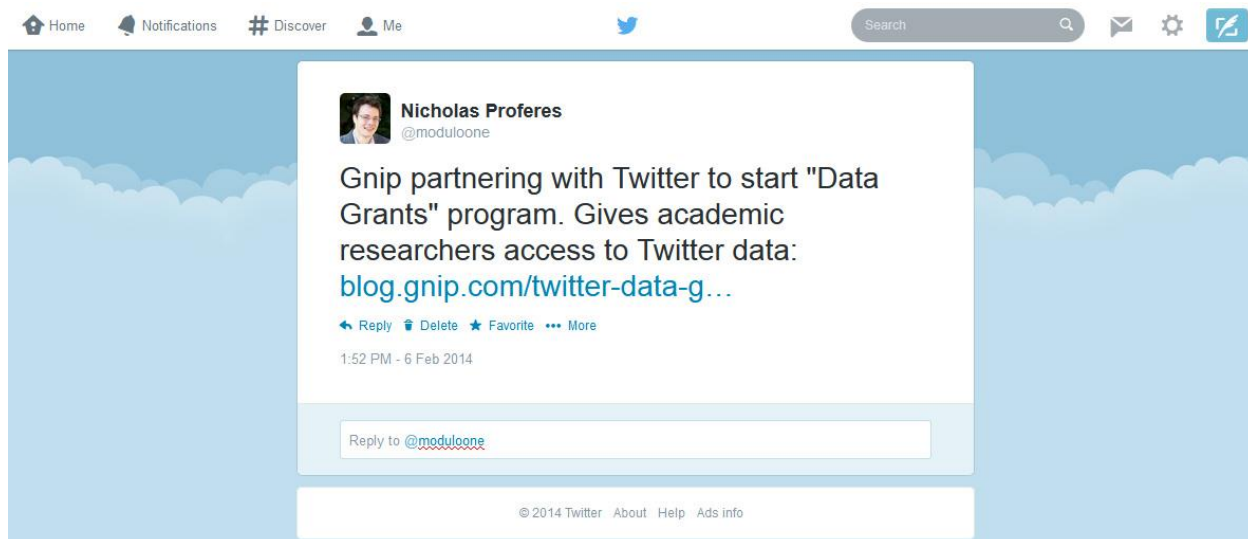 Home Notifications Discover Me Search
Nicholas Proferes
@moduloone
Gnip partnering with Twitter to start "Data
Grants" program. Gives academic
researchers access to Twitter data:
blog.gnip.com/twitter-data-g…
Reply Delete Favorite More
1:52 PM - 6 Feb 2014
Reply to @moduloone
© 2014 Twitter About Help Ads info